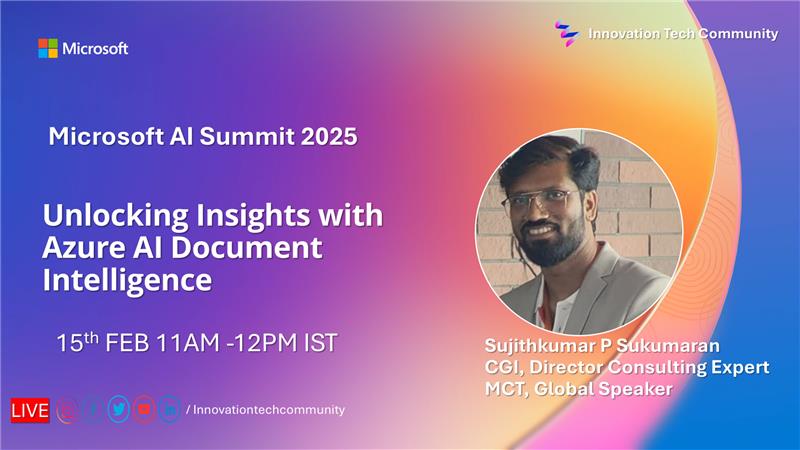 Microsoft
Innovation Tech Community
Microsoft AI Summit 2025
Unlocking Insights with
Azure AI Document
Intelligence
15th FEB 11AM -12PM IST
Sujithkumar P Sukumaran
CGI, Director Consulting Expert
MCT, Global Speaker
LIVE
/ Innovationtechcommunity